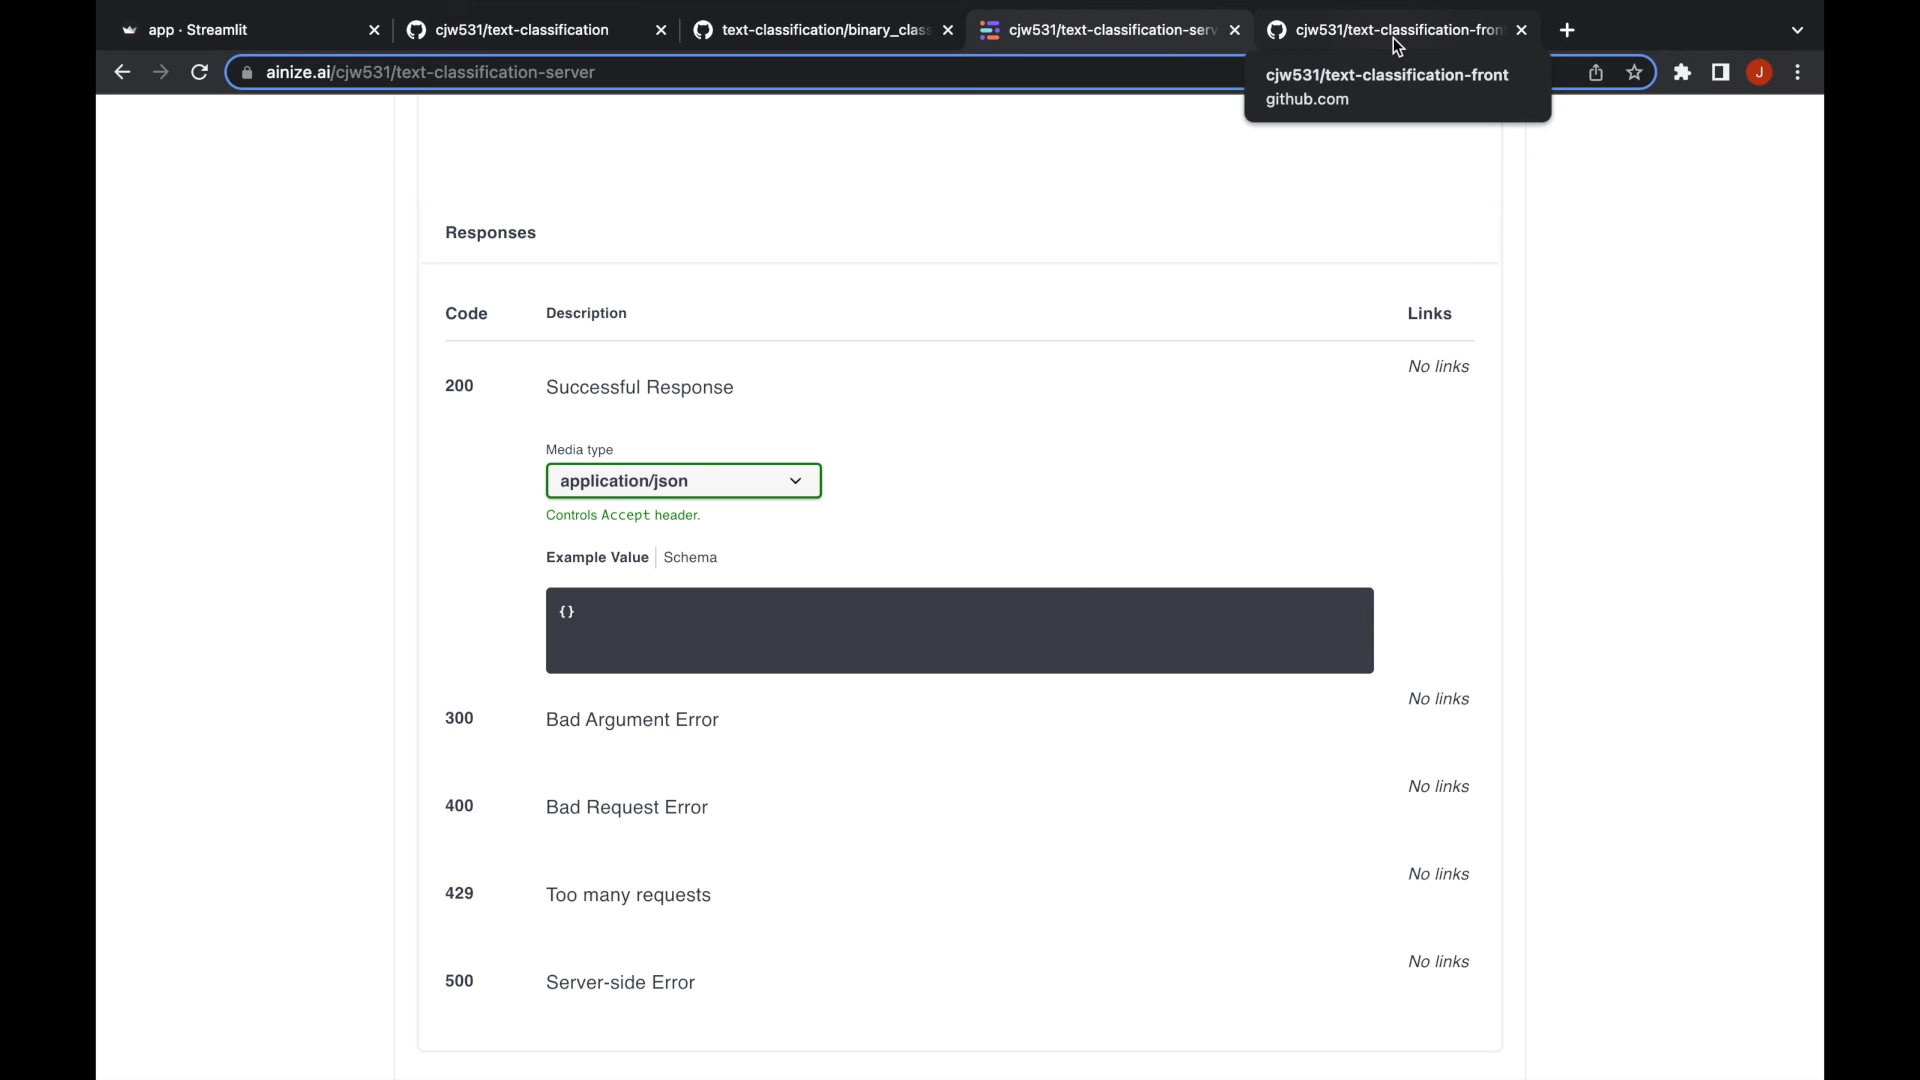 app · Streamlit
cjw531/text-classification
text-classification/binary_class
cjw531/text-classification-serv
cjw531/text-classification-fron
ainize.ai/cjw531/text-classification-server
J
cjw531/text-classification-front
github.com
Responses
Code Description Links
200 Successful Response No links
Media type
application/json
Controls Accept header.
Example Value Schema
{}
300 Bad Argument Error No links
400 Bad Request Error No links
429 Too many requests No links
500 Server-side Error No links